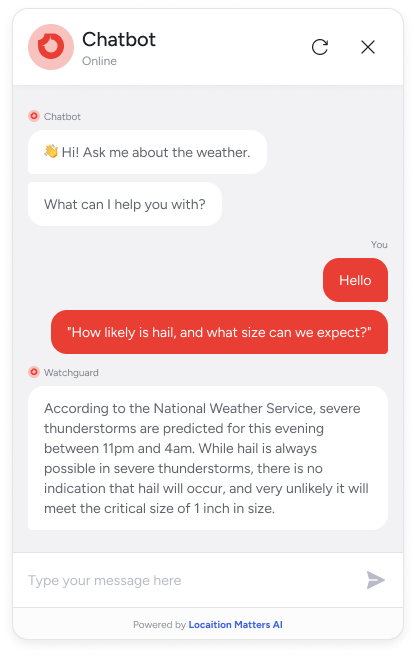 Chatbot
Online
Chatbot
👋 Hi! Ask me about the weather.
What can I help you with?
You
Hello
"How likely is hail, and what size can we expect?"
Watchguard
According to the National Weather Service, severe
thunderstorms are predicted for this evening
between 11pm and 4am. While hail is always
possible in severe thunderstorms, there is no
indication that hail will occur, and very unlikely it will
meet the critical size of 1 inch in size.
Type your message here
Powered by Locaition Matters AI